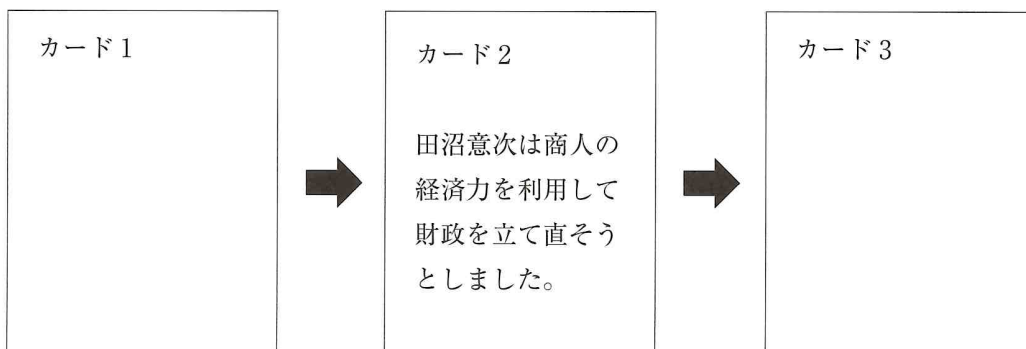 カード1
カード2
田沼意次は商人の
経済力を利用して
財政を立て直そう
としました。
カード3